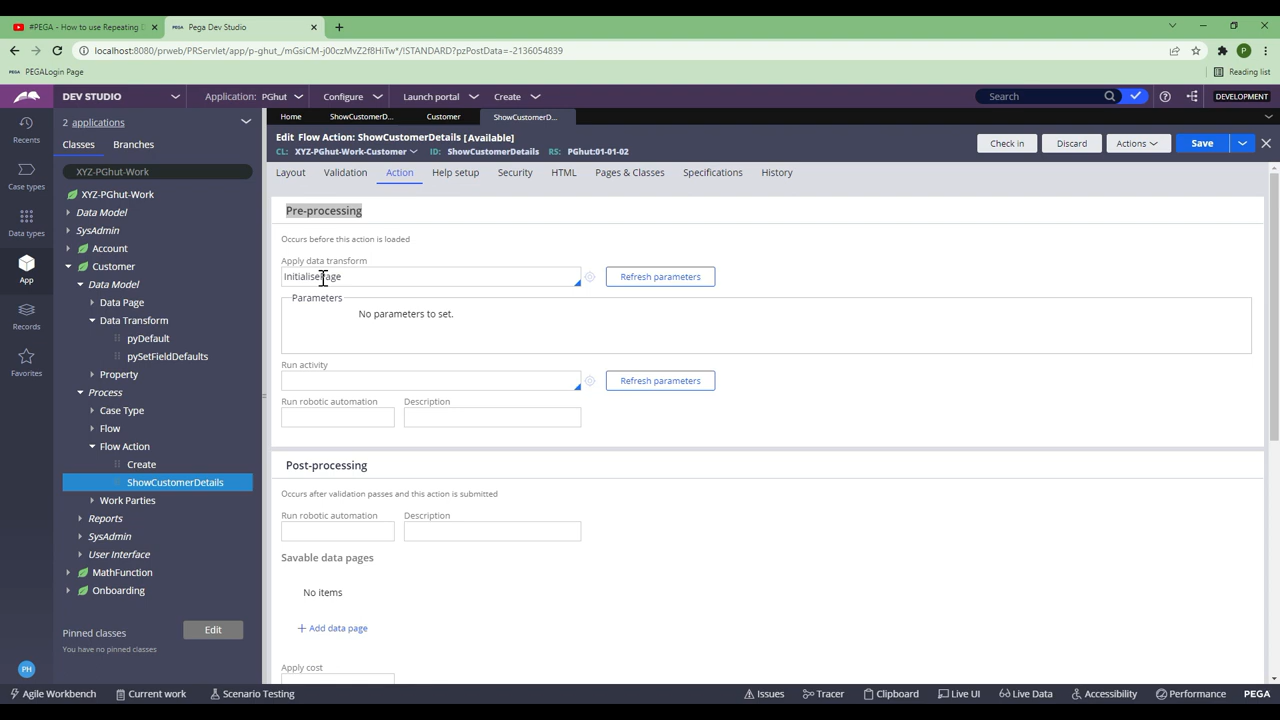 #PEGA - How to use Repeating D
Pega Dev Studio
localhost:8080/prweb/PRServlet/app/p-ghut_/mGsiCM-j00czMvZ2f8HiTw*/!STANDARD?pzPostData=-2136054839
P
PEGALogin Page
Reading list
DEV STUDIO
Application: PGhut
Configure
Launch portal
Create
Search
DEVELOPMENT
2 applications
Home
ShowCustomerD...
Customer
ShowCustomerD...
Recents
Case types
Data types
App
Records
Favorites
PH
Classes
Branches
XYZ-PGhut-Work
XYZ-PGhut-Work
Data Model
SysAdmin
Account
Customer
Data Model
Data Page
Data Transform
pyDefault
pySetFieldDefaults
Property
Process
Case Type
Flow
Flow Action
Create
ShowCustomerDetails
Work Parties
Reports
SysAdmin
User Interface
MathFunction
Onboarding
Pinned classes
Edit
You have no pinned classes
Edit Flow Action: ShowCustomerDetails [Available]
CL: XYZ-PGhut-Work-Customer
ID: ShowCustomerDetails
RS: PGhut:01-01-02
Check in
Discard
Actions
Save
Layout
Validation
Action
Help setup
Security
HTML
Pages & Classes
Specifications
History
Pre-processing
Occurs before this action is loaded
Apply data transform
InitialisePage
Refresh parameters
Parameters
No parameters to set.
Run activity
Refresh parameters
Run robotic automation
Description
Post-processing
Occurs after validation passes and this action is submitted
Run robotic automation
Description
Savable data pages
No items
Add data page
Apply cost
Agile Workbench
Current work
Scenario Testing
Issues
Tracer
Clipboard
Live UI
Live Data
Accessibility
Performance
PEGA